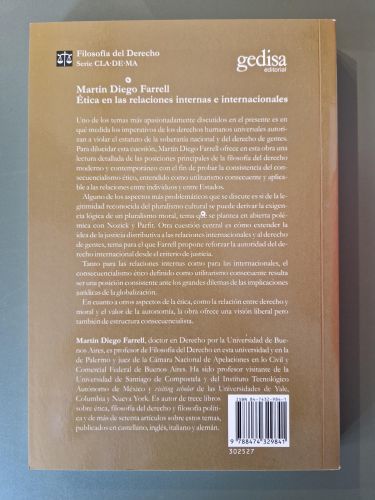 Filosofía del Derecho
Serie CLA·DE·MA
gedisa
editorial
Martín Diego Farrell
Ética en las relaciones internas e internacionales
Uno de los temas más apasionadamente discutidos en el presente es en
qué medida los imperativos de los derechos humanos universales autori-
zan a violar el estatuto de la soberanía nacional y del derecho de gentes.
Para dilucidar esta cuestión, Martín Diego Farrell ofrece en esta obra una
lectura detallada de las posiciones principales de la filosofía del derecho
moderno y contemporáneo con el fin de probar la consistencia del conse-
cuencialismo ético, entendido como utilitarismo consecuente y aplica-
ble a las relaciones entre individuos y entre Estados.
Alguno de los aspectos más problemáticos que se discute es si de la legi-
timidad reconocida del pluralismo cultural se puede derivar la exigen-
cia lógica de un pluralismo moral, tema que se plantea en abierta polé-
mica con Nozick y Parfit. Otra cuestión central es cómo extender la
idea de la justicia distributiva a las relaciones internacionales y al derecho
de gentes, tema para el que Farrell propone reforzar la autoridad del dere-
cho internacional desde el criterio de justicia.
Tanto para las relaciones internas como para las internacionales, el
consecuencialismo ético definido como utilitarismo consecuente resulta
ser una posición consistente ante los grandes dilemas de las implicaciones
jurídicas de la globalización.
En cuanto a otros aspectos de la ética, como la relación entre derecho y
moral y el valor de la autonomía, la obra ofrece una visión liberal pero
también de estructura consecuencialista.
Martín Diego Farrell, doctor en Derecho por la Universidad de Bue-
nos Aires, es profesor de Filosofía del Derecho en esta universidad y en la
de Palermo y juez de la Cámara Nacional de Apelaciones en lo Civil y
Comercial Federal de Buenos Aires. Ha sido profesor visitante de la
Universidad de Santiago de Compostela y del Instituto Tecnológico
Autónomo de México y visiting scholar de las Universidades de Yale,
Columbia y Nueva York. Es autor de trece libros
sobre ética, filosofía del derecho y filosofía políti-
ca y de más de setenta artículos sobre estos temas,
publicados en castellano, inglés, italiano y alemán.
ISBN 84-7432-984-1
9 788474 329841
302527